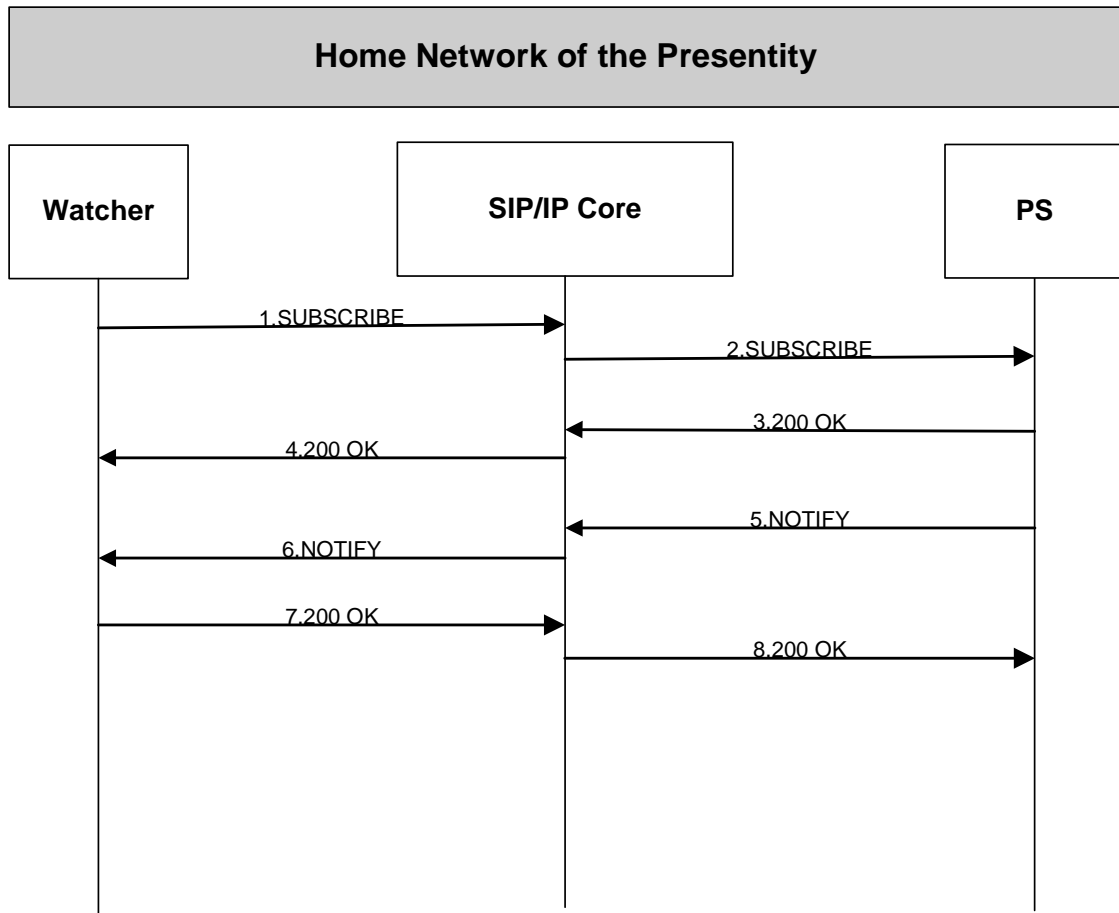 Home Network of the Presentity
Watcher
SIP/IP Core
PS
1.SUBSCRIBE
2.SUBSCRIBE
3.200 OK
4.200 OK
5.NOTIFY
6.NOTIFY
7.200 OK
8.200 OK